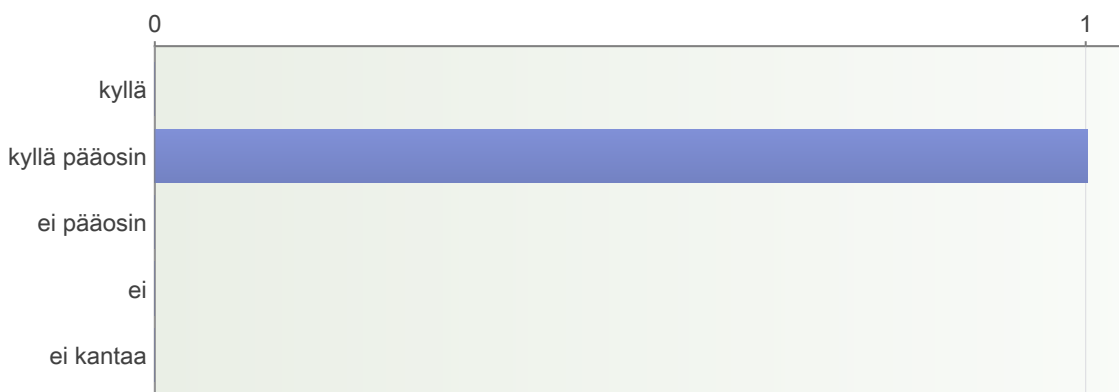 0 1
kyllä
kyllä pääosin
ei pääosin
ei
ei kantaa